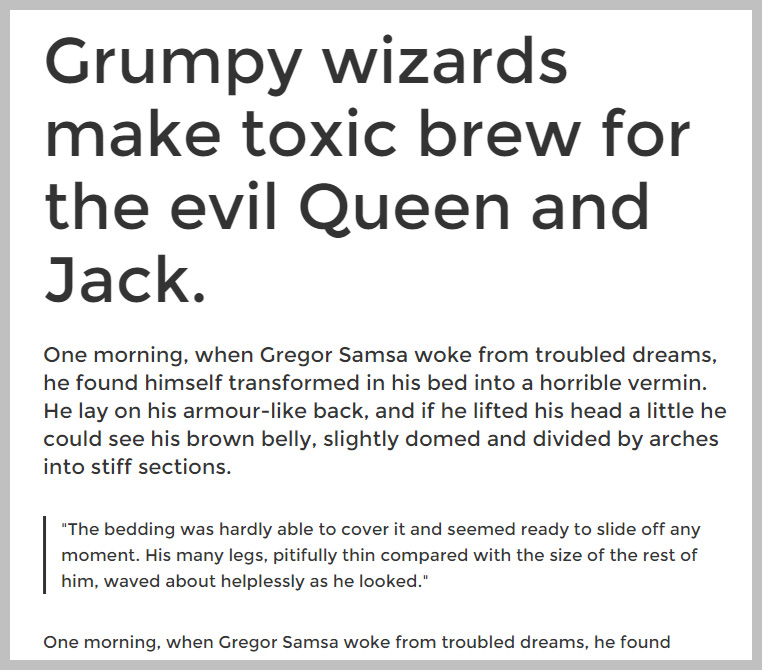 Grumpy wizards
make toxic brew for
the evil Queen and
Jack.
One morning, when Gregor Samsa woke from troubled dreams,
he found himself transformed in his bed into a horrible vermin.
He lay on his armour-like back, and if he lifted his head a little he
could see his brown belly, slightly domed and divided by arches
into stiff sections.
"The bedding was hardly able to cover it and seemed ready to slide off any
moment. His many legs, pitifully thin compared with the size of the rest of
him, waved about helplessly as he looked."
One morning, when Gregor Samsa woke from troubled dreams, he found